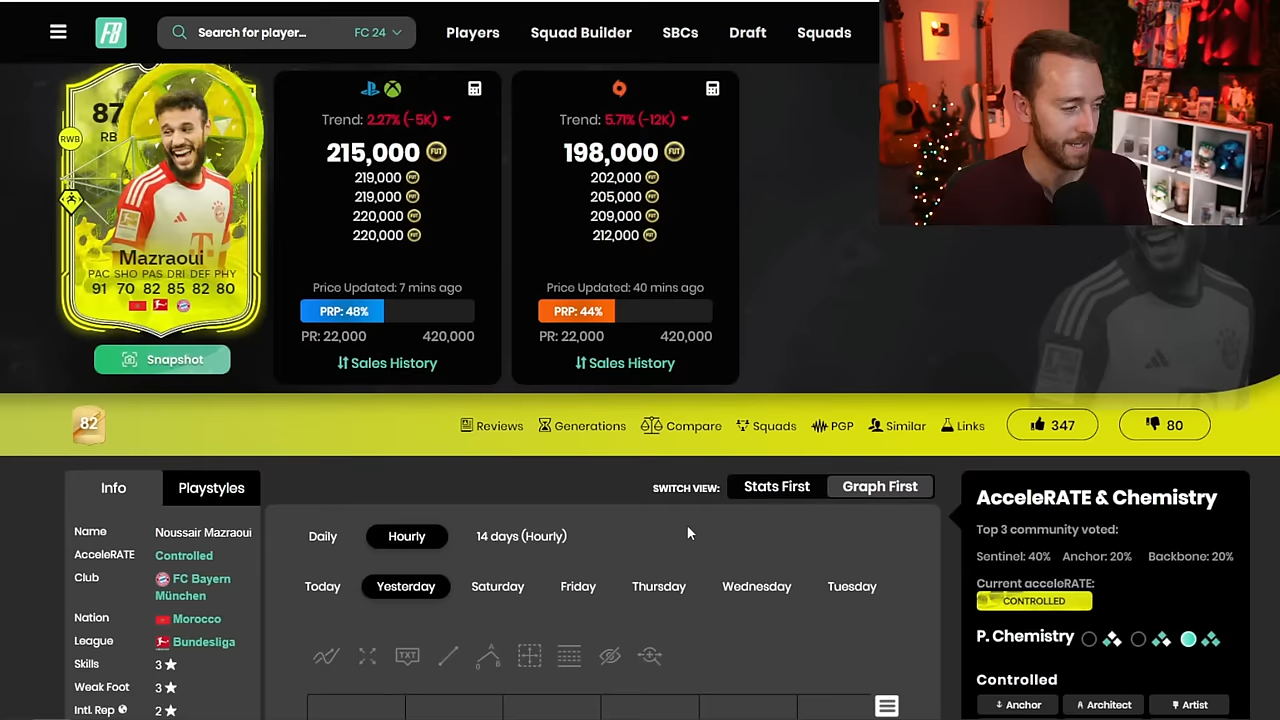 FB
Search for player...
FC 24
Players
Squad Builder
SBCs
Draft
Squads
87
RB
RWB
Mazraoui
PAC SHO PAS DRI DEF PHY
91 70 82 85 82 80
Snapshot
Trend: 2.27% (-5K)
215,000 FUT
219,000
219,000
220,000
220,000
Price Updated: 7 mins ago
PRP: 48%
PR: 22,000 420,000
Sales History
Trend: 5.71% (-12K)
198,000 FUT
202,000
205,000
209,000
212,000
Price Updated: 40 mins ago
PRP: 44%
PR: 22,000 420,000
Sales History
82
Reviews
Generations
Compare
Squads
PGP
Similar
Links
347
80
Info
Playstyles
Name Noussair Mazraoui
AcceleRATE Controlled
Club FC Bayern
München
Nation Morocco
League Bundesliga
Skills 3
Weak Foot 3
Intl. Rep 2
SWITCH VIEW:
Stats First
Graph First
Daily
Hourly
14 days (Hourly)
Today
Yesterday
Saturday
Friday
Thursday
Wednesday
Tuesday
TXT
AcceleRATE & Chemistry
Top 3 community voted:
Sentinel: 40% Anchor: 20% Backbone: 20%
Current acceleRATE:
CONTROLLED
P. Chemistry
Controlled
Anchor
Architect
Artist